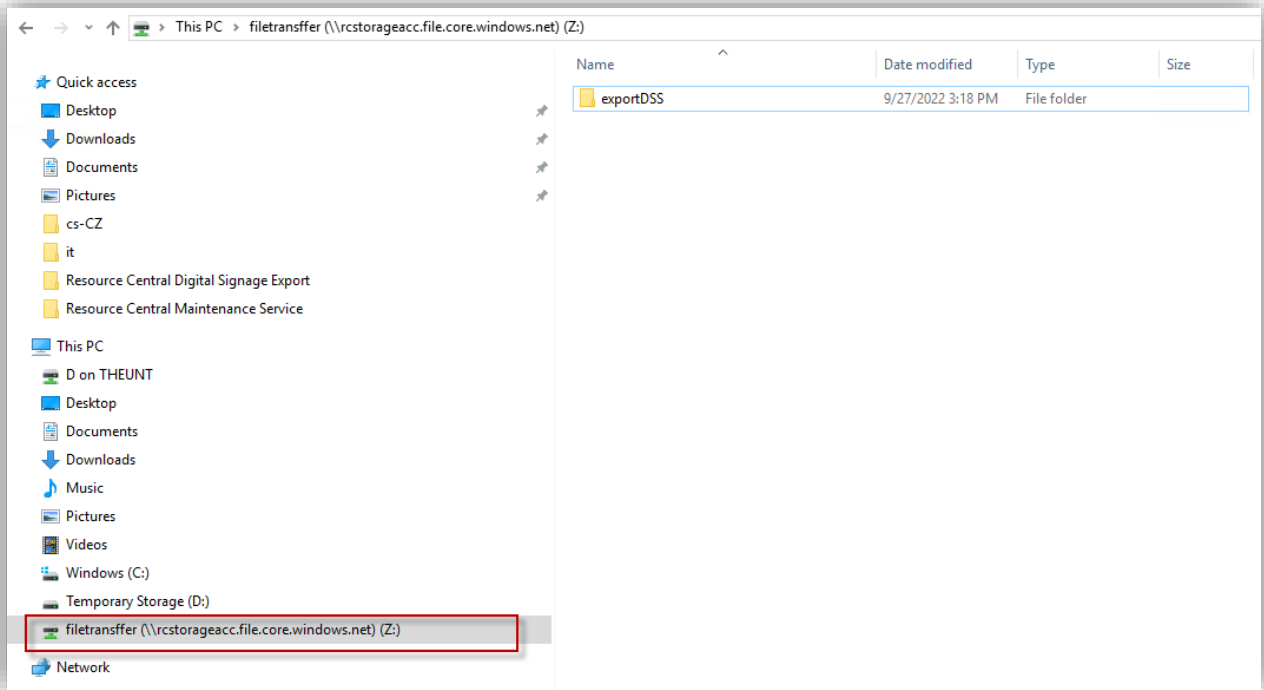 This PC > filetransffer (\\rcstorageacc.file.core.windows.net) (Z:)
Quick access
Desktop
Downloads
Documents
Pictures
cs-CZ
it
Resource Central Digital Signage Export
Resource Central Maintenance Service
This PC
D on THEUNT
Desktop
Documents
Downloads
Music
Pictures
Videos
Windows (C:)
Temporary Storage (D:)
filetransffer (\\rcstorageacc.file.core.windows.net) (Z:)
Network
Name Date modified Type Size
exportDSS 9/27/2022 3:18 PM File folder